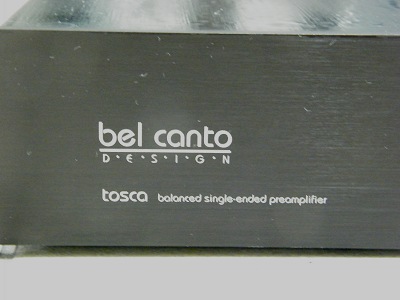 bel canto
D·E·S·I·G·N
tosca balanced single-ended preamplifier